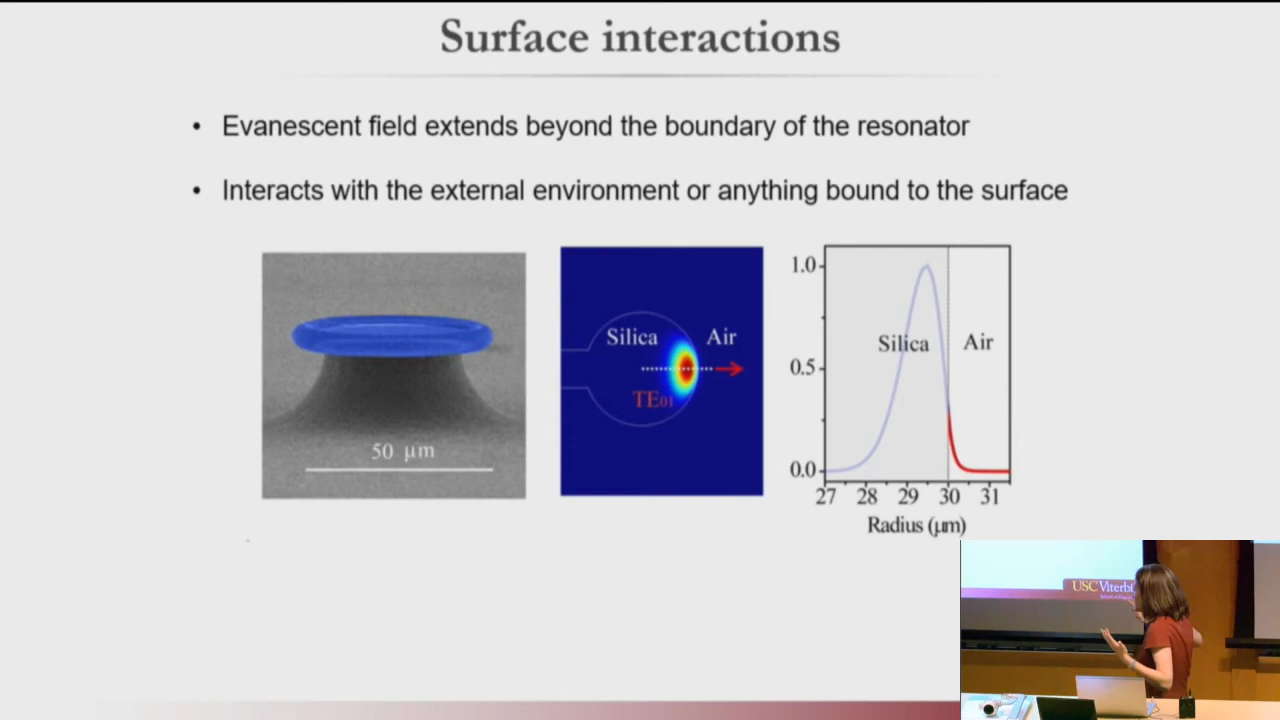 Surface interactions
• Evanescent field extends beyond the boundary of the resonator
• Interacts with the external environment or anything bound to the surface
50 µm
Silica Air
TE01
1.0
0.5
0.0
Silica Air
27 28 29 30 31
Radius (µm)
USC Viterbi